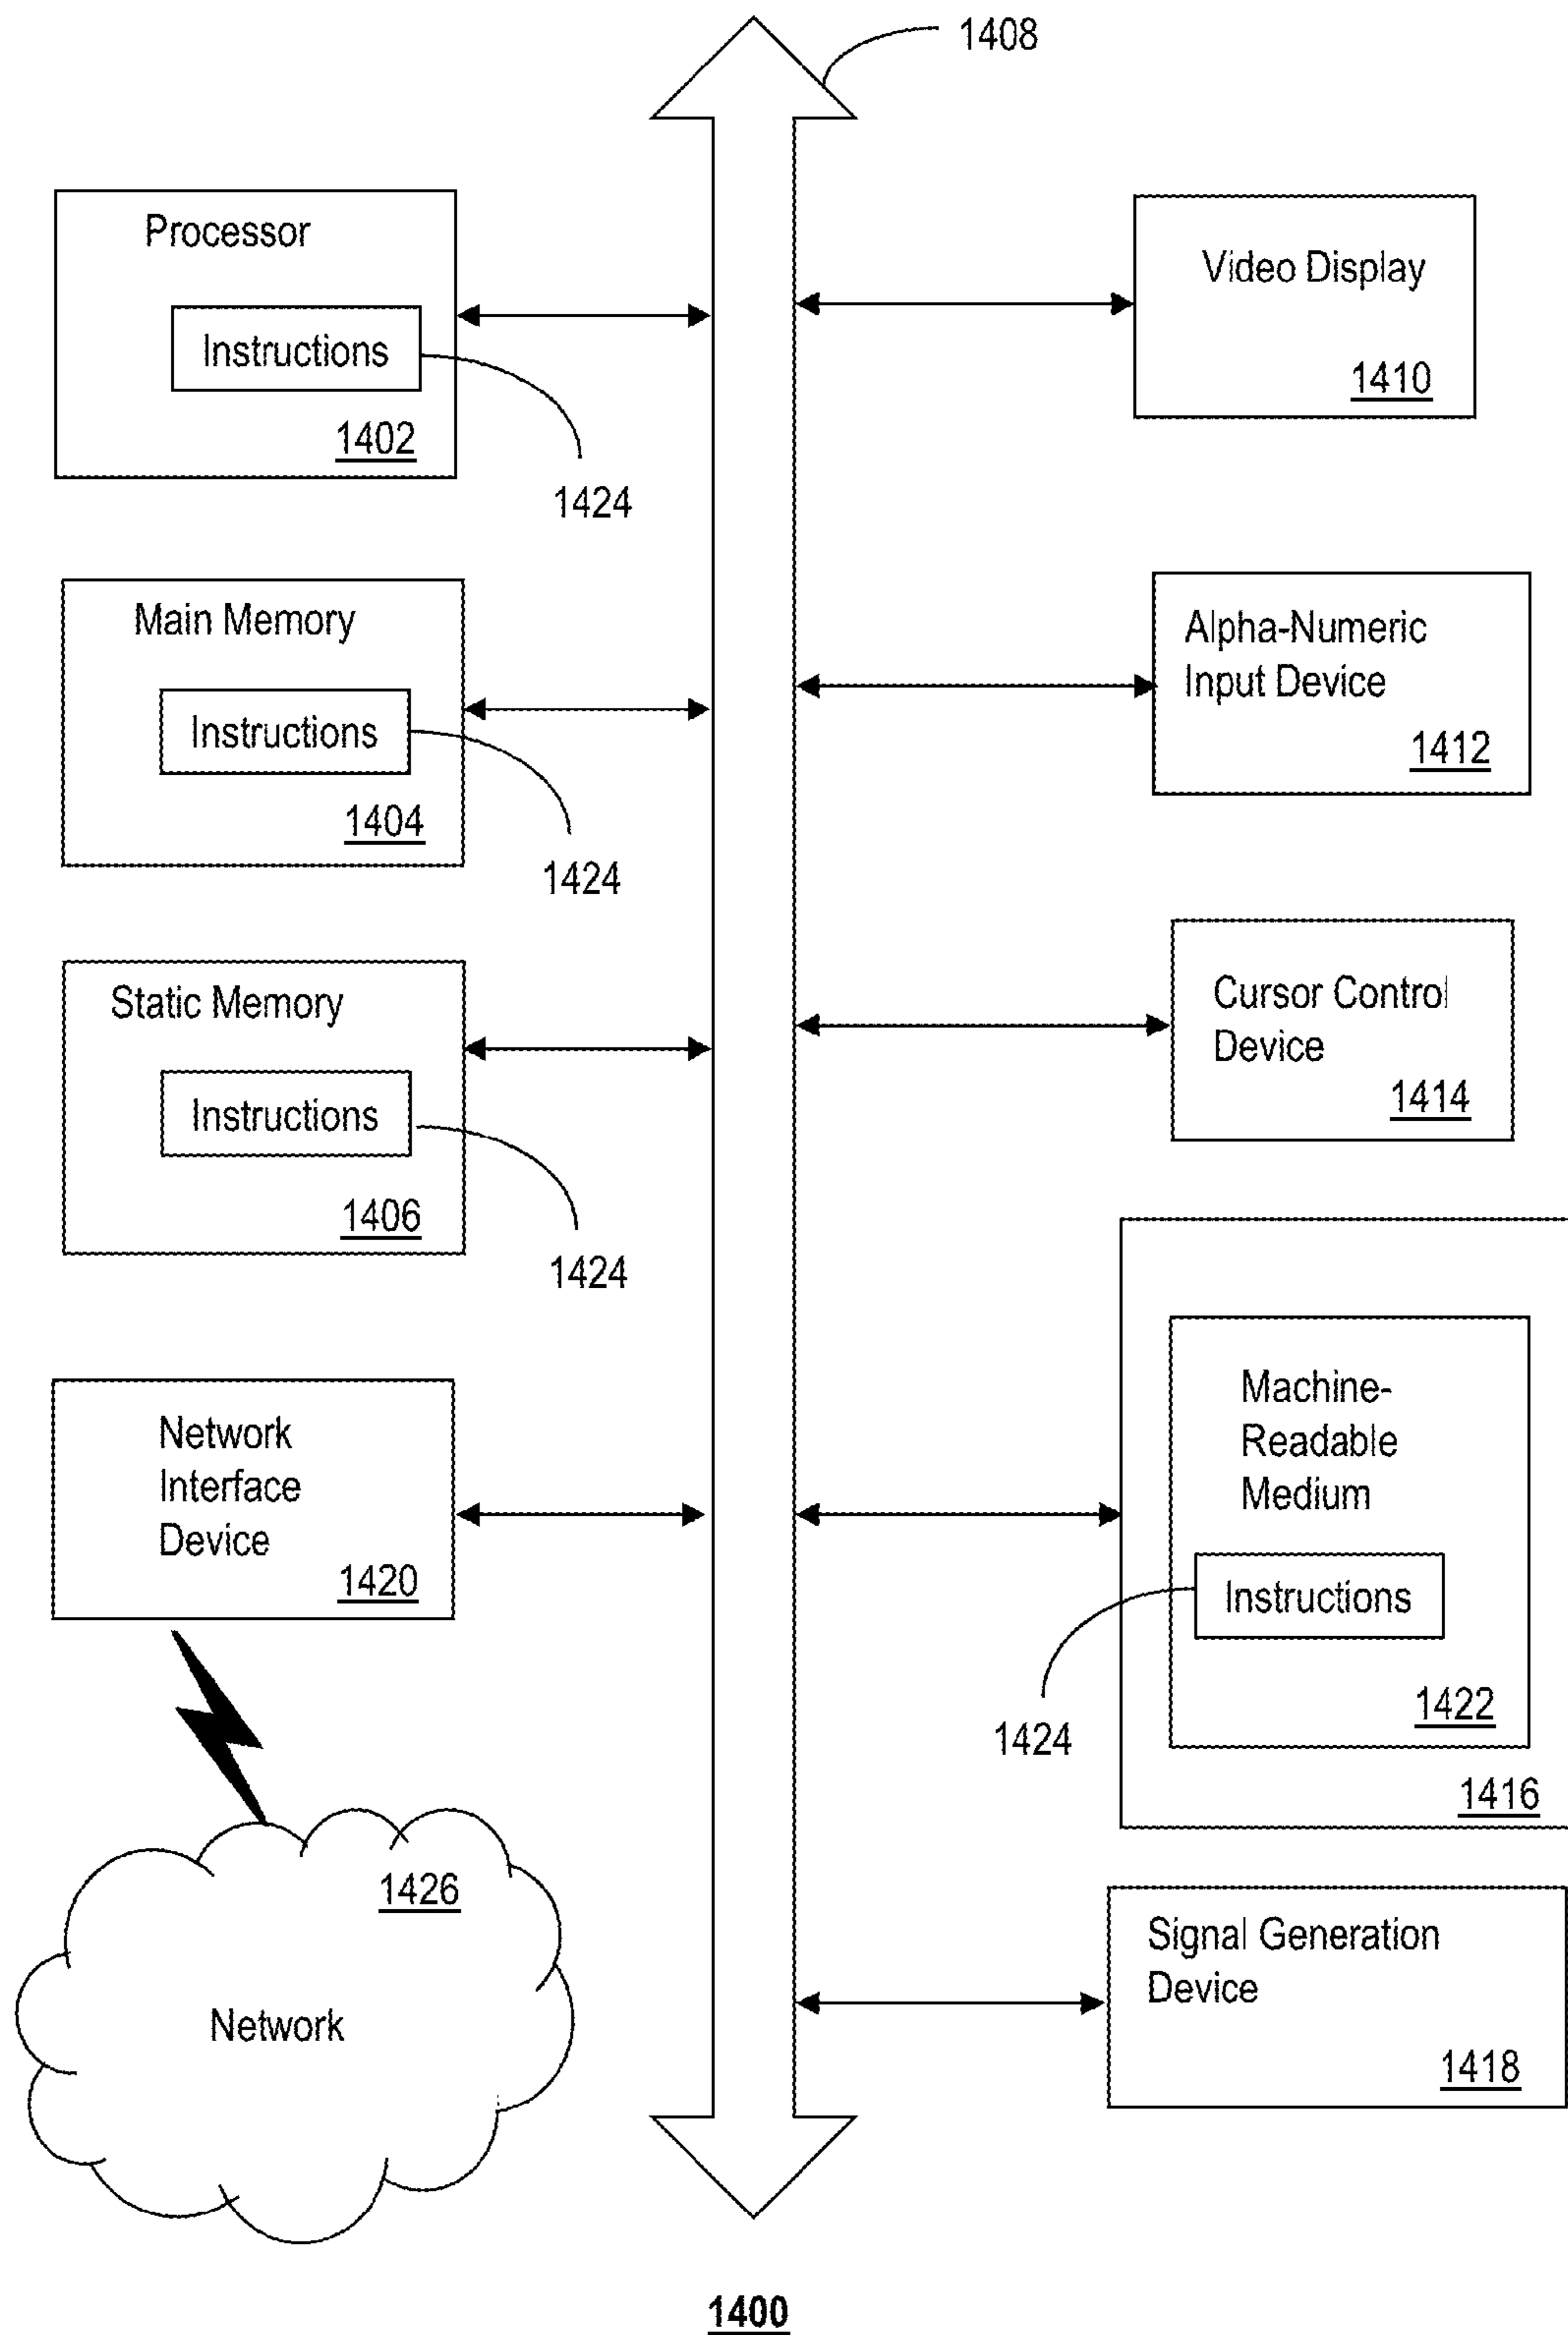 1408
Processor
Instructions
1402
1424
Main Memory
Instructions
1404
1424
Static Memory
Instructions
1406
1424
Network
Interface
Device
1420
1426
Network
Video Display
1410
Alpha-Numeric
Input Device
1412
Cursor Control
Device
1414
Machine-
Readable
Medium
Instructions
1424
1422
1416
Signal Generation
Device
1418
1400